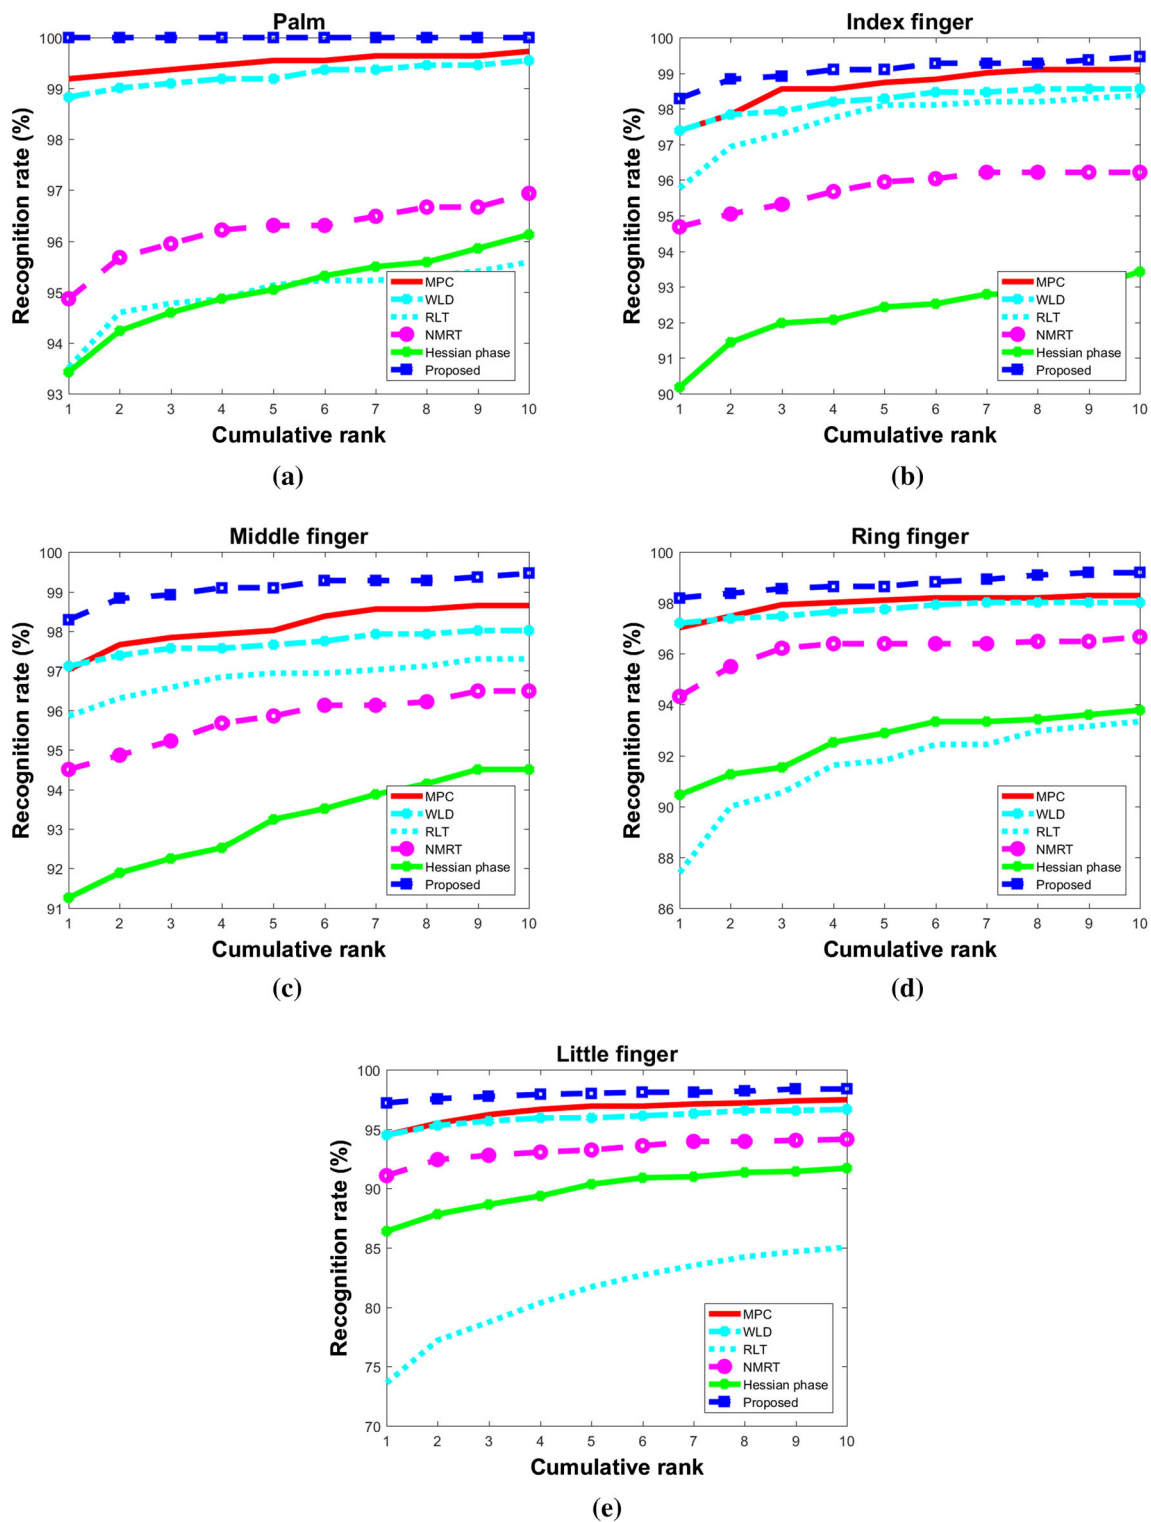 Palm
Recognition rate (%)
100
99
98
97
96
95
94
93
1 2 3 4 5 6 7 8 9 10
Cumulative rank
MPC
WLD
RLT
NMRT
Hessian phase
Proposed
(a)
Index finger
Recognition rate (%)
100
99
98
97
96
95
94
93
92
91
90
1 2 3 4 5 6 7 8 9 10
Cumulative rank
MPC
WLD
RLT
NMRT
Hessian phase
Proposed
(b)
Middle finger
Recognition rate (%)
100
99
98
97
96
95
94
93
92
91
1 2 3 4 5 6 7 8 9 10
Cumulative rank
MPC
WLD
RLT
NMRT
Hessian phase
Proposed
(c)
Ring finger
Recognition rate (%)
100
98
96
94
92
90
88
86
1 2 3 4 5 6 7 8 9 10
Cumulative rank
MPC
WLD
RLT
NMRT
Hessian phase
Proposed
(d)
Little finger
Recognition rate (%)
100
95
90
85
80
75
70
1 2 3 4 5 6 7 8 9 10
Cumulative rank
MPC
WLD
RLT
NMRT
Hessian phase
Proposed
(e)